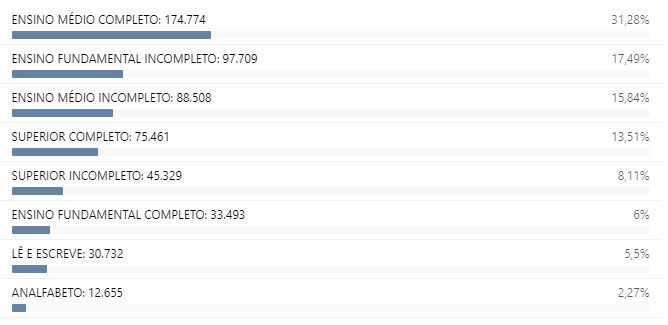 ENSINO MÉDIO COMPLETO: 174.774 31,28%
ENSINO FUNDAMENTAL INCOMPLETO: 97.709 17,49%
ENSINO MÉDIO INCOMPLETO: 88.508 15,84%
SUPERIOR COMPLETO: 75.461 13,51%
SUPERIOR INCOMPLETO: 45.329 8,11%
ENSINO FUNDAMENTAL COMPLETO: 33.493 6%
LÊ E ESCREVE: 30.732 5,5%
ANALFABETO: 12.655 2,27%